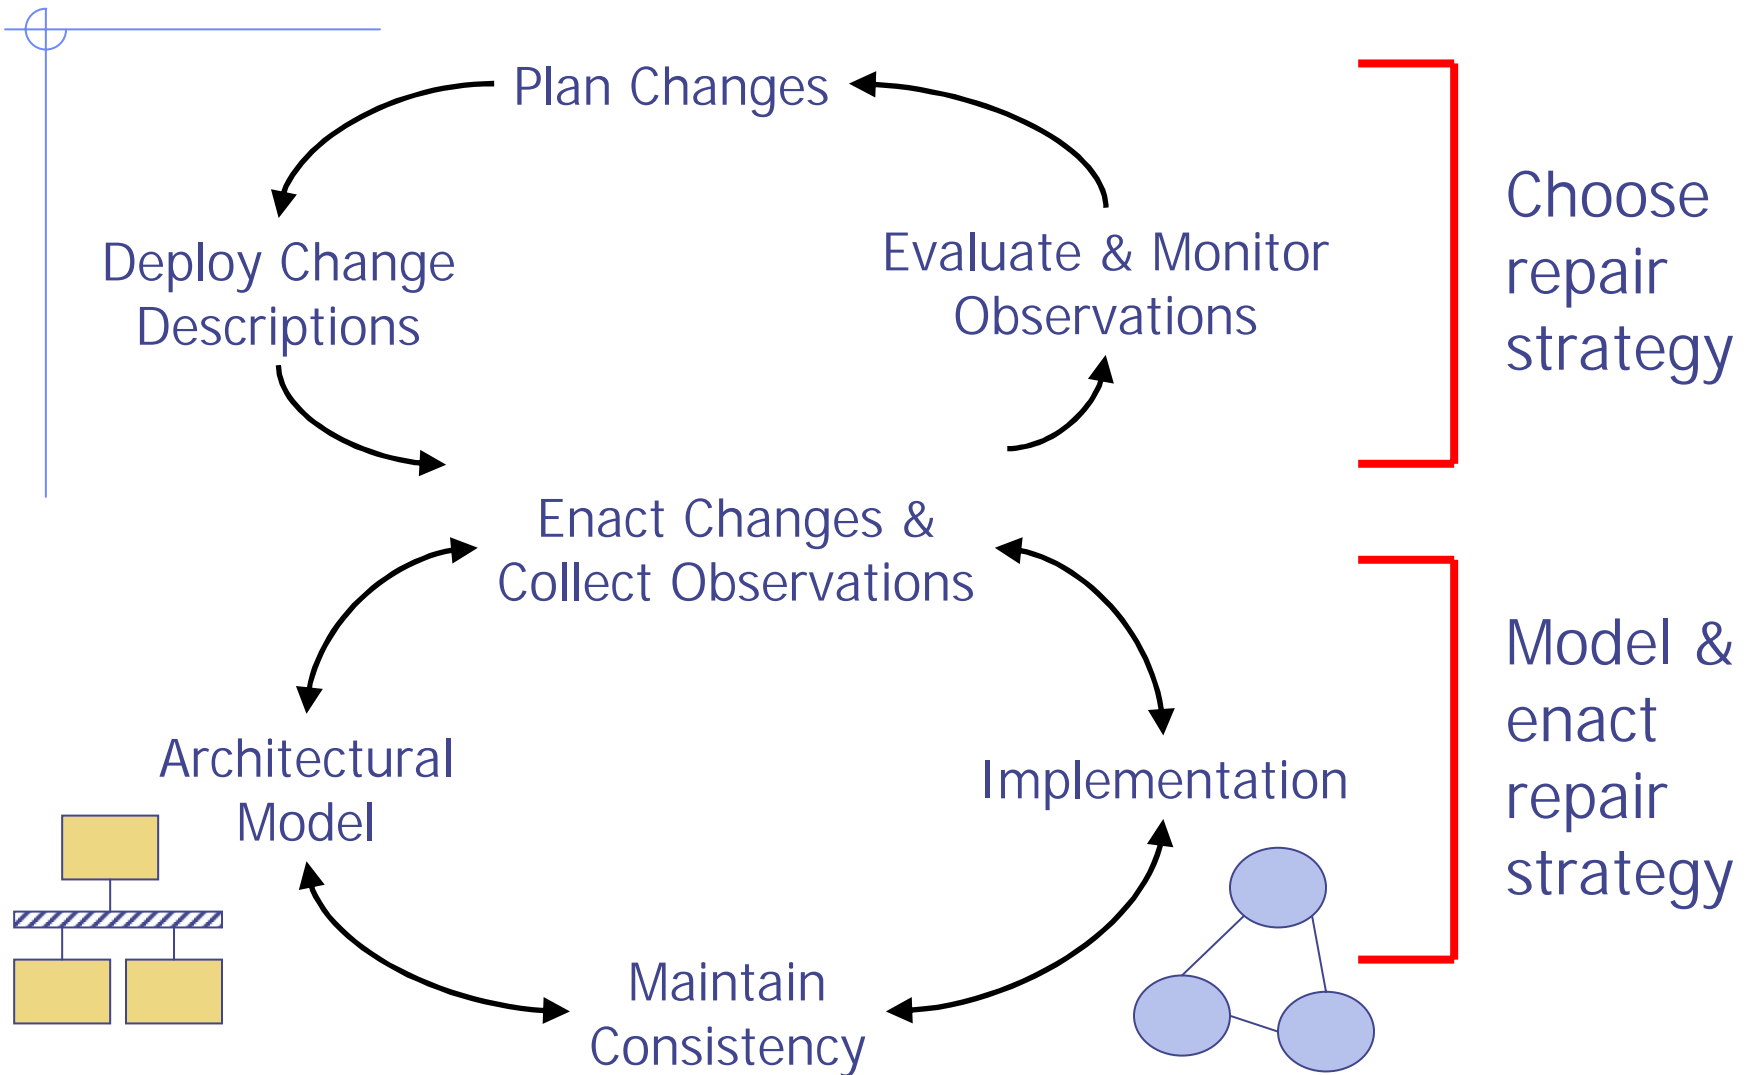 Plan Changes
Deploy Change
Descriptions
Evaluate & Monitor
Observations
Choose
repair
strategy
Enact Changes &
Collect Observations
Architectural
Model
Implementation
Model &
enact
repair
strategy
Maintain
Consistency